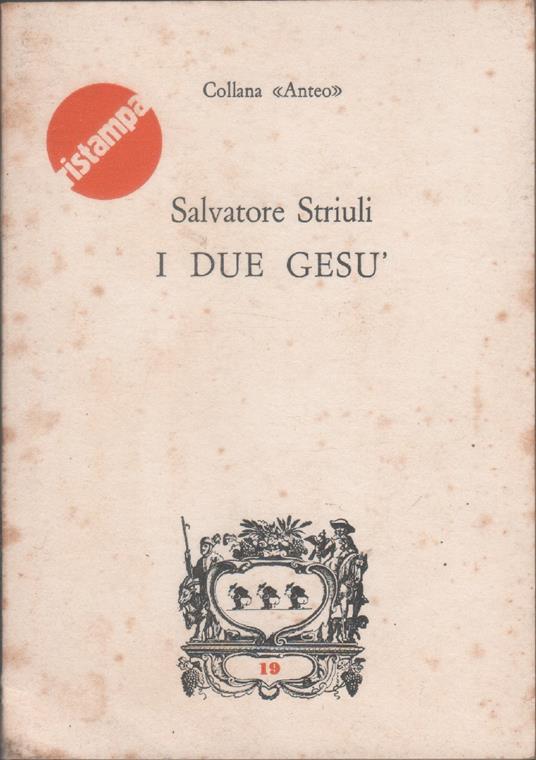 Collana «Anteo»
ristampa
Salvatore Striuli
I DUE GESU'
19